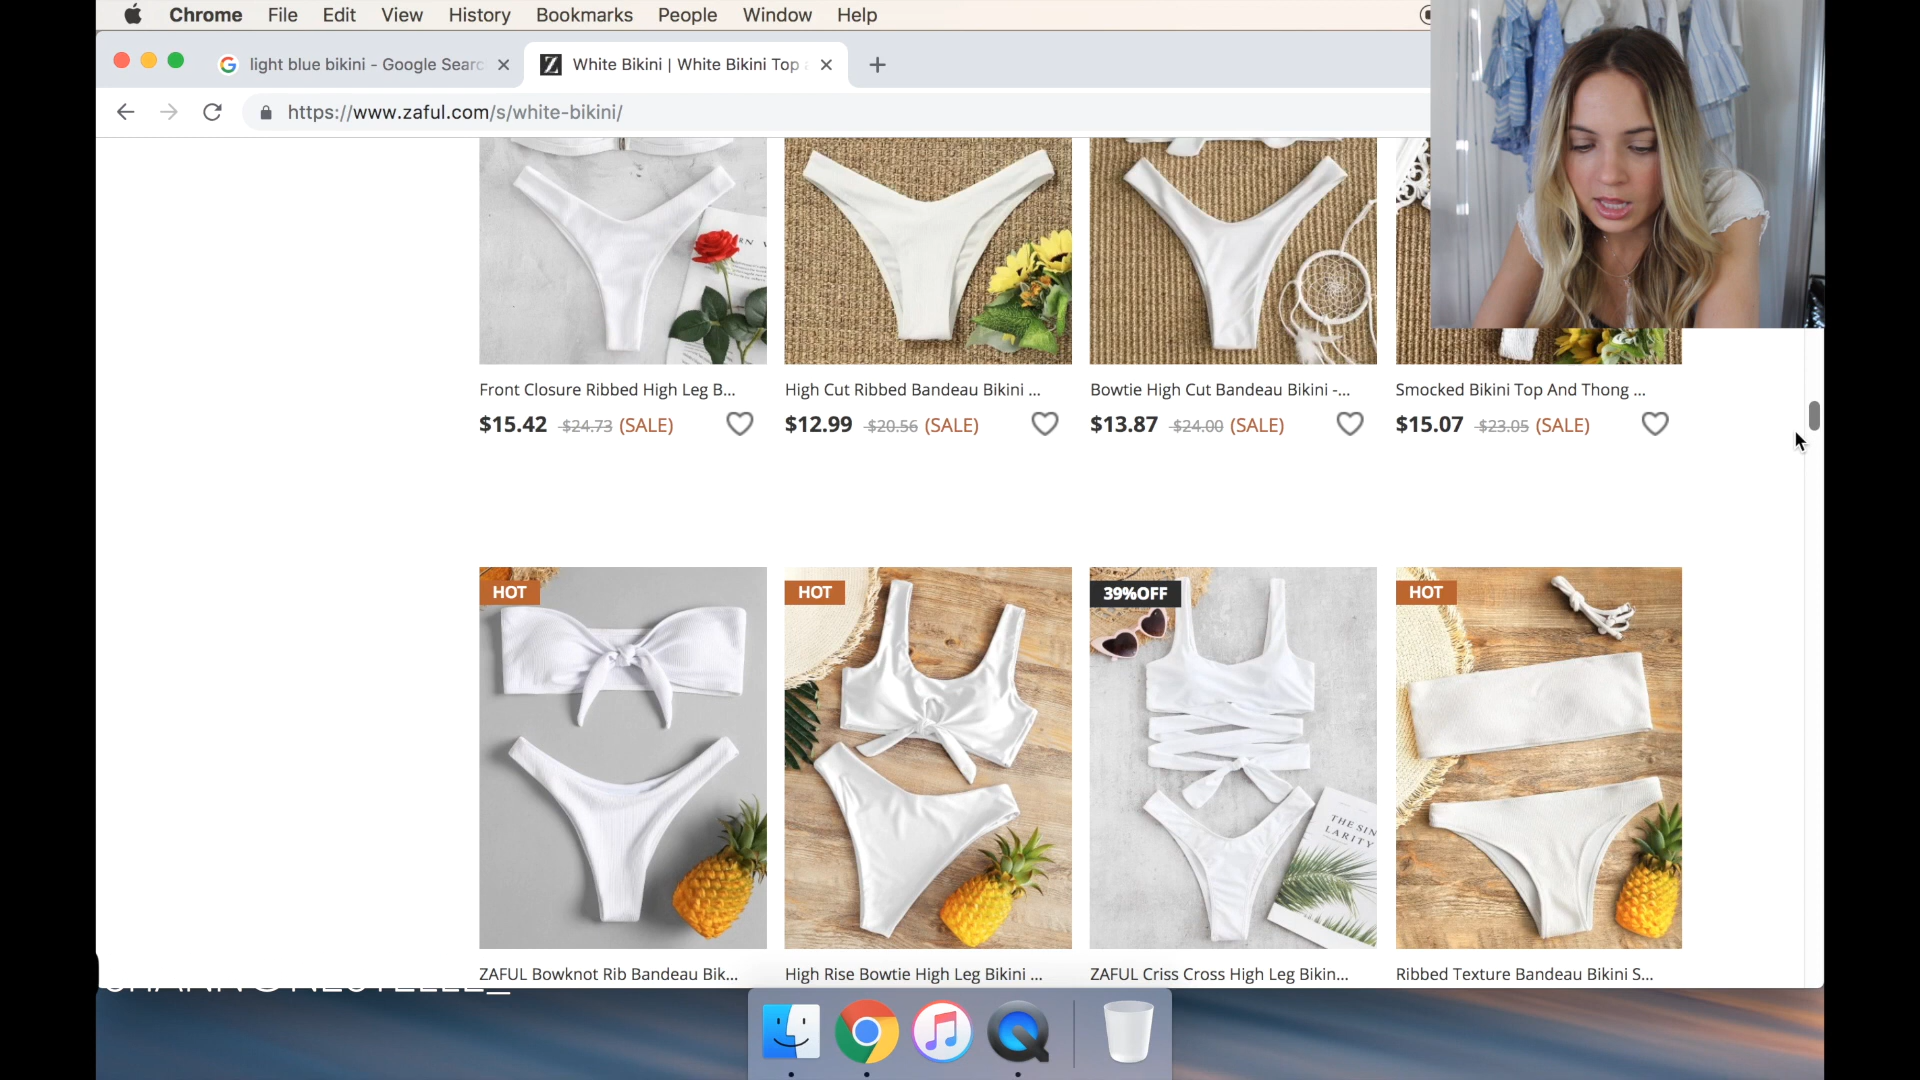 Chrome File Edit View History Bookmarks People Window Help
light blue bikini - Google Searc
White Bikini | White Bikini Top
https://www.zaful.com/s/white-bikini/
Front Closure Ribbed High Leg B...
$15.42 $24.73 (SALE)
High Cut Ribbed Bandeau Bikini ...
$12.99 $20.56 (SALE)
Bowtie High Cut Bandeau Bikini -...
$13.87 $24.00 (SALE)
Smocked Bikini Top And Thong ...
$15.07 $23.05 (SALE)
HOT
HOT
39%OFF
HOT
THE SIN
LARITY
ZAFUL Bowknot Rib Bandeau Bik...
High Rise Bowtie High Leg Bikini ...
ZAFUL Criss Cross High Leg Bikin...
Ribbed Texture Bandeau Bikini S...